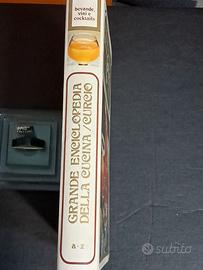 bevande,
vini e
cocktails
GRANDE ENCICLOPEDIA
DELLA CUCINA/CURCIO
a-z
subito